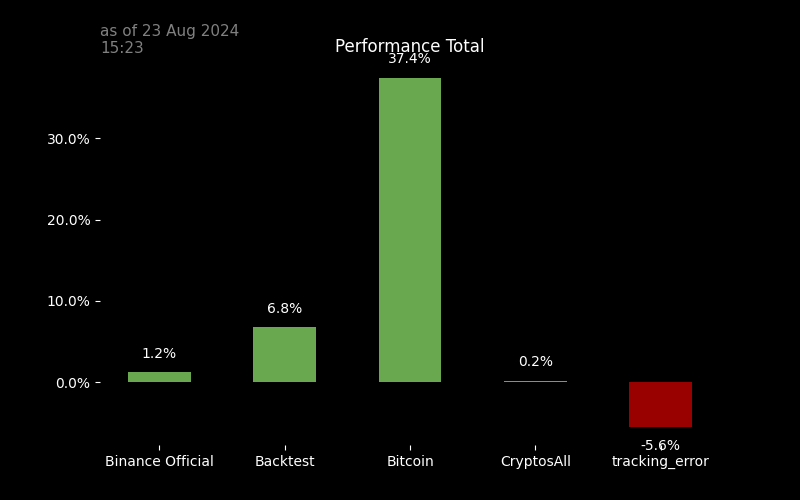 as of 23 Aug 2024
15:23
Performance Total
37.4%
30.0%
20.0%
10.0%
6.8%
1.2%
0.2%
0.0%
-5.6%
Binance Official
Backtest
Bitcoin
CryptosAll
tracking_error